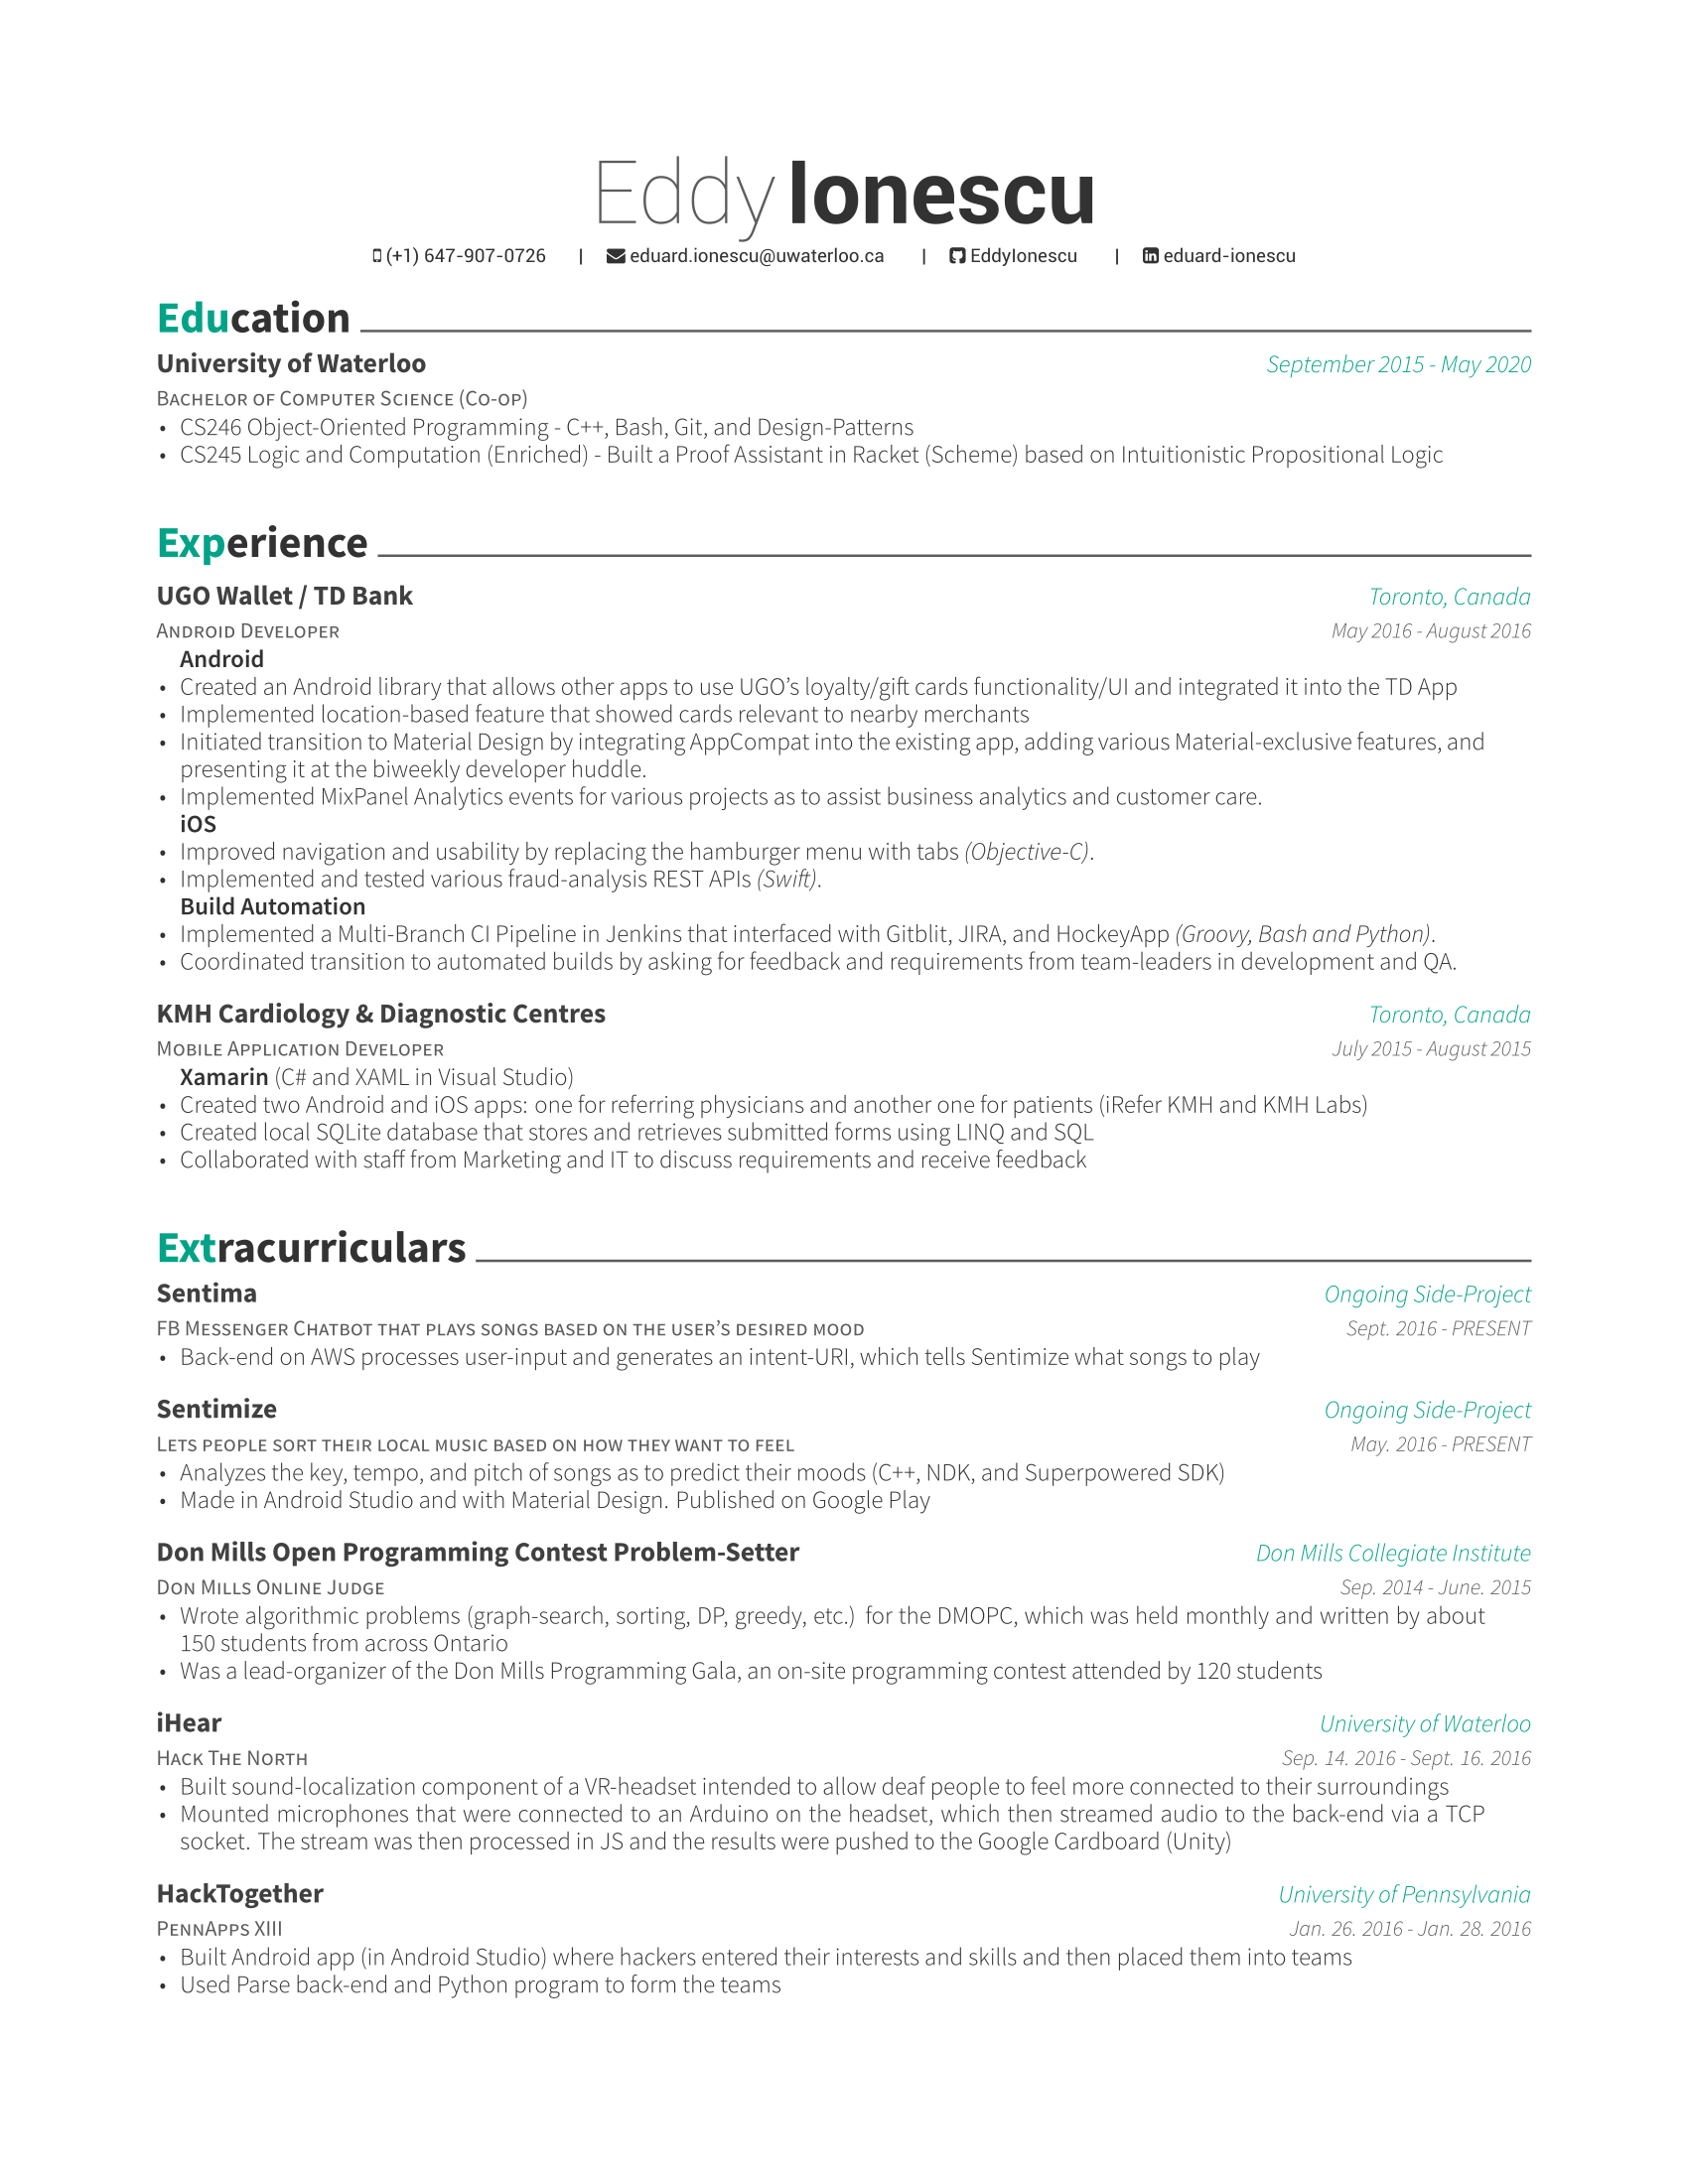 Eddy Ionescu
(+1) 647-907-0726 | eduard.ionescu@uwaterloo.ca | EddyIonescu | eduard-ionescu
Education
University of Waterloo September 2015 - May 2020
Bachelor of Computer Science (Co-op)
• CS246 Object-Oriented Programming - C++, Bash, Git, and Design-Patterns
• CS245 Logic and Computation (Enriched) - Built a Proof Assistant in Racket (Scheme) based on Intuitionistic Propositional Logic
Experience
UGO Wallet / TD Bank Toronto, Canada
Android Developer May 2016 - August 2016
Android
• Created an Android library that allows other apps to use UGO’s loyalty/gift cards functionality/UI and integrated it into the TD App
• Implemented location-based feature that showed cards relevant to nearby merchants
• Initiated transition to Material Design by integrating AppCompat into the existing app, adding various Material-exclusive features, and
presenting it at the biweekly developer huddle.
• Implemented MixPanel Analytics events for various projects as to assist business analytics and customer care.
iOS
• Improved navigation and usability by replacing the hamburger menu with tabs (Objective-C).
• Implemented and tested various fraud-analysis REST APIs (Swift).
Build Automation
• Implemented a Multi-Branch CI Pipeline in Jenkins that interfaced with Gitblit, JIRA, and HockeyApp (Groovy, Bash and Python).
• Coordinated transition to automated builds by asking for feedback and requirements from team-leaders in development and QA.
KMH Cardiology & Diagnostic Centres Toronto, Canada
Mobile Application Developer July 2015 - August 2015
Xamarin (C# and XAML in Visual Studio)
• Created two Android and iOS apps: one for referring physicians and another one for patients (iRefer KMH and KMH Labs)
• Created local SQLite database that stores and retrieves submitted forms using LINQ and SQL
• Collaborated with staff from Marketing and IT to discuss requirements and receive feedback
Extracurriculars
Sentima Ongoing Side-Project
FB Messenger Chatbot that plays songs based on the user’s desired mood Sept. 2016 - PRESENT
• Back-end on AWS processes user-input and generates an intent-URI, which tells Sentimize what songs to play
Sentimize Ongoing Side-Project
Lets people sort their local music based on how they want to feel May. 2016 - PRESENT
• Analyzes the key, tempo, and pitch of songs as to predict their moods (C++, NDK, and Superpowered SDK)
• Made in Android Studio and with Material Design. Published on Google Play
Don Mills Open Programming Contest Problem-Setter Don Mills Collegiate Institute
Don Mills Online Judge Sep. 2014 - June. 2015
• Wrote algorithmic problems (graph-search, sorting, DP, greedy, etc.) for the DMOPC, which was held monthly and written by about
150 students from across Ontario
• Was a lead-organizer of the Don Mills Programming Gala, an on-site programming contest attended by 120 students
iHear University of Waterloo
Hack The North Sep. 14. 2016 - Sept. 16. 2016
• Built sound-localization component of a VR-headset intended to allow deaf people to feel more connected to their surroundings
• Mounted microphones that were connected to an Arduino on the headset, which then streamed audio to the back-end via a TCP
socket. The stream was then processed in JS and the results were pushed to the Google Cardboard (Unity)
HackTogether University of Pennsylvania
PennApps XIII Jan. 26. 2016 - Jan. 28. 2016
• Built Android app (in Android Studio) where hackers entered their interests and skills and then placed them into teams
• Used Parse back-end and Python program to form the teams